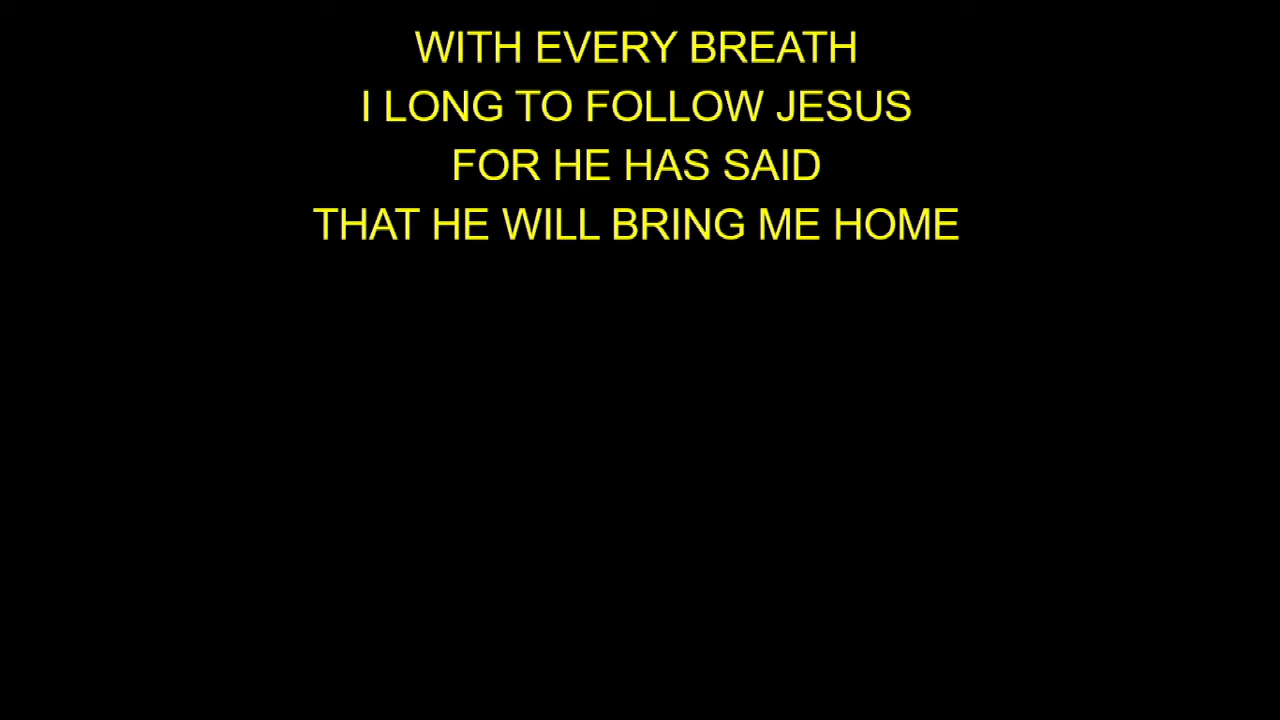 WITH EVERY BREATH
I LONG TO FOLLOW JESUS
FOR HE HAS SAID
THAT HE WILL BRING ME HOME